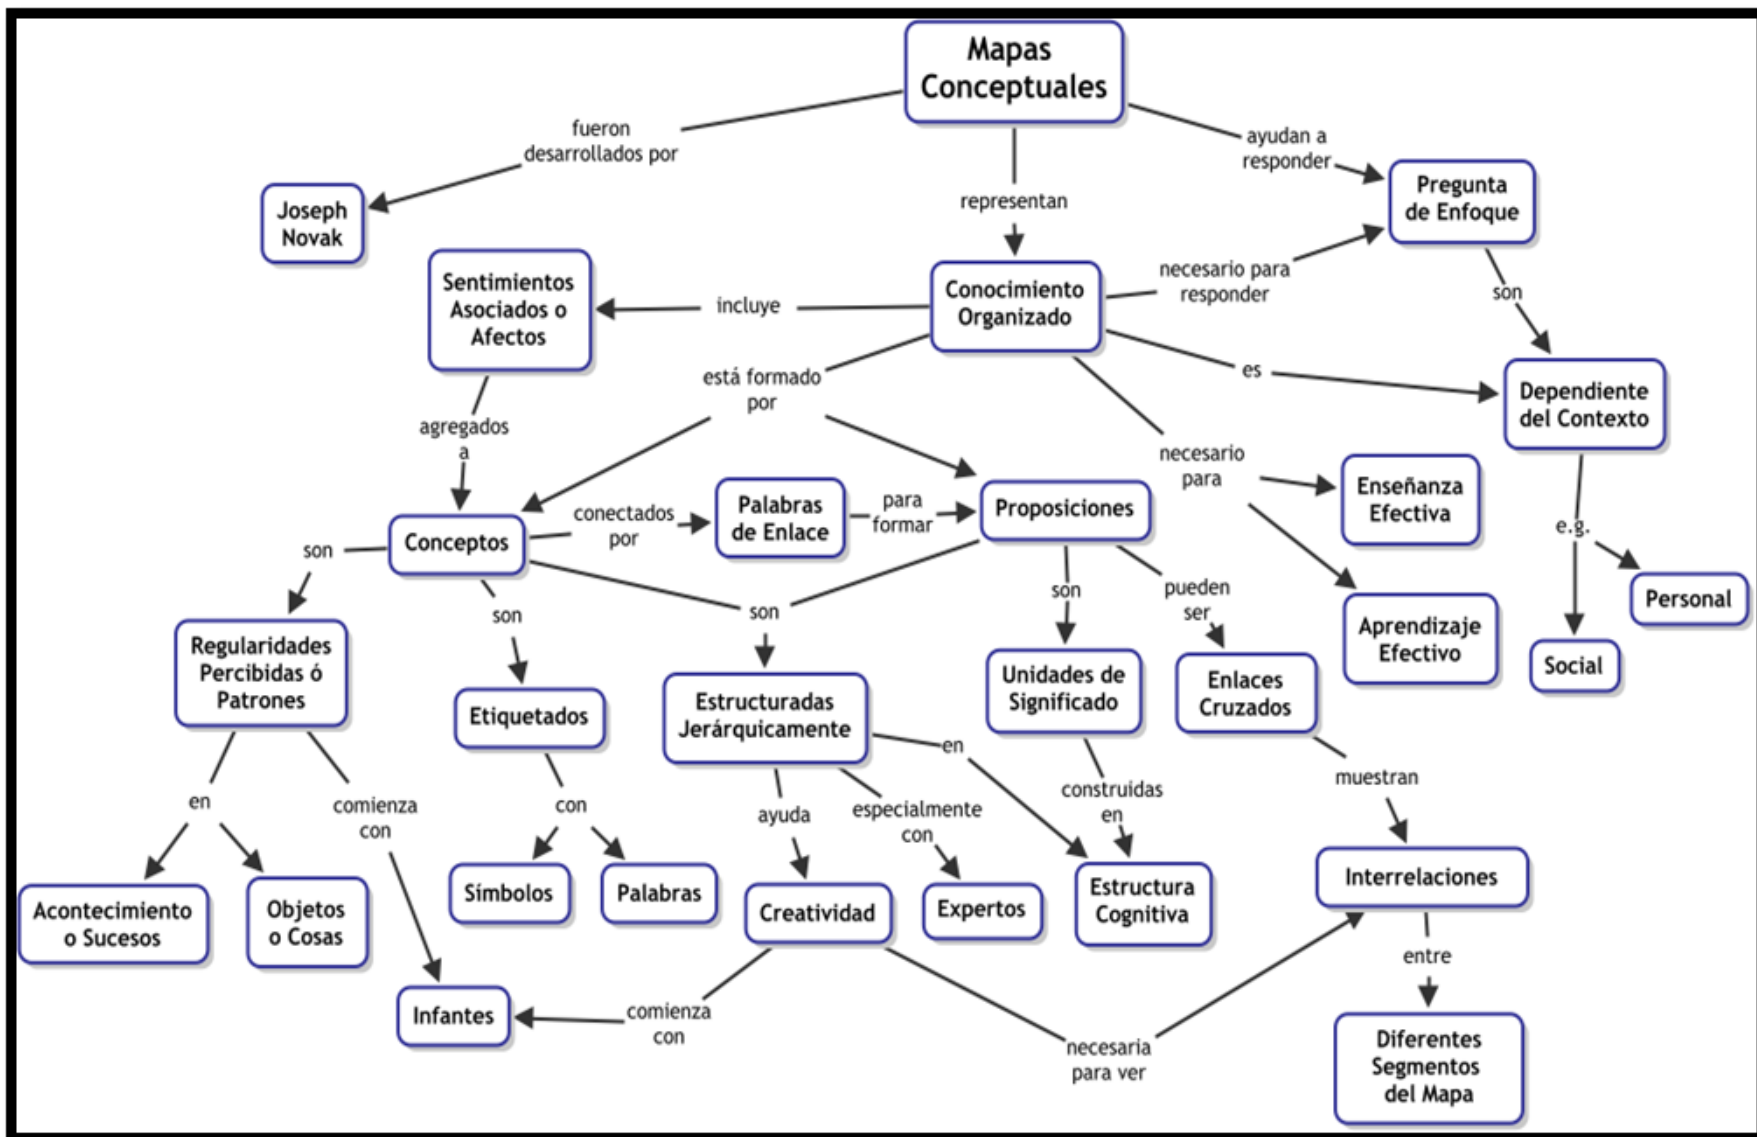 Mapas
Conceptuales
fueron
desarrollados por
ayudan a
responder
representan
Joseph
Novak
Pregunta
de Enfoque
Sentimientos
Asociados o
Afectos
incluye
Conocimiento
Organizado
necesario para
responder
son
está formado
por
es
Dependiente
del Contexto
agregados
a
necesario
para
Enseñanza
Efectiva
Conceptos
conectados
por
Palabras
de Enlace
para
formar
Proposiciones
e.g.
son
son
son
son
pueden
ser
Aprendizaje
Efectivo
Personal
Social
Regularidades
Percibidas ó
Patrones
Etiquetados
Estructuradas
Jerárquicamente
Unidades de
Significado
Enlaces
Cruzados
en
comienza
con
con
ayuda
especialmente
con
en
construidas
en
muestran
Acontecimiento
o Sucesos
Objetos
o Cosas
Símbolos
Palabras
Creatividad
Expertos
Estructura
Cognitiva
Interrelaciones
Infantes
comienza
con
necesaria
para ver
entre
Diferentes
Segmentos
del Mapa